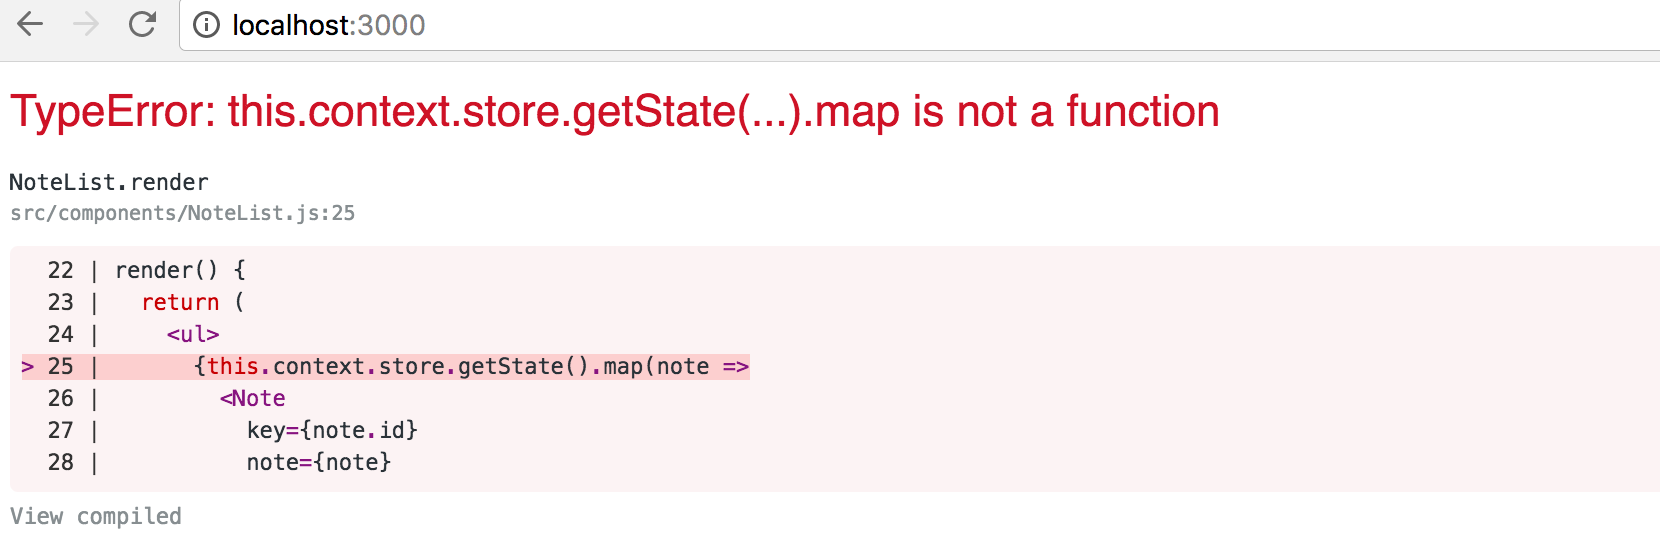 localhost:3000
TypeError: this.context.store.getState(...).map is not a function
NoteList.render
src/components/NoteList.js:25
22 | render() {
23 |   return (
24 |     <ul>
> 25 |       {this.context.store.getState().map(note =>
26 |         <Note
27 |           key={note.id}
28 |           note={note}
View compiled